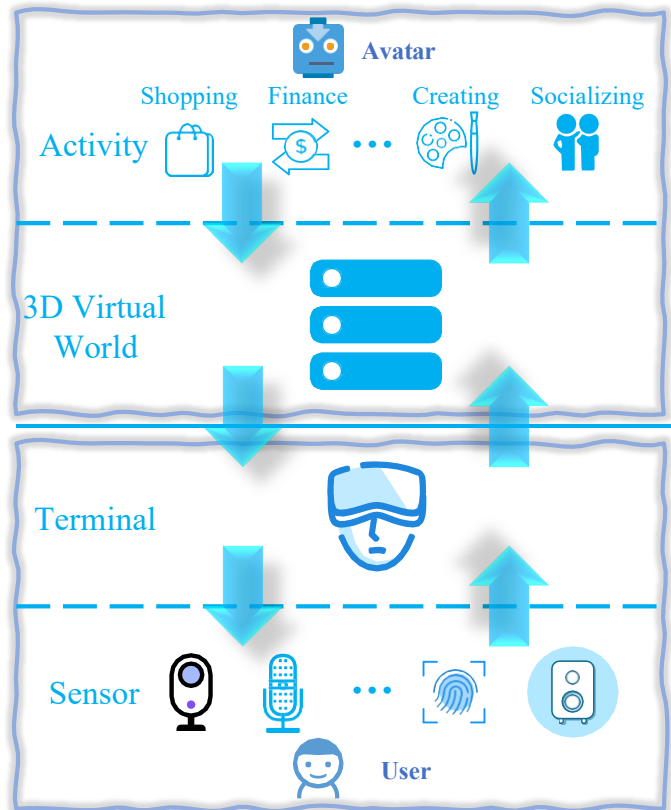 Avatar
Shopping Finance Creating Socializing
Activity
$
...
3D Virtual
World
Terminal
Sensor
...
User